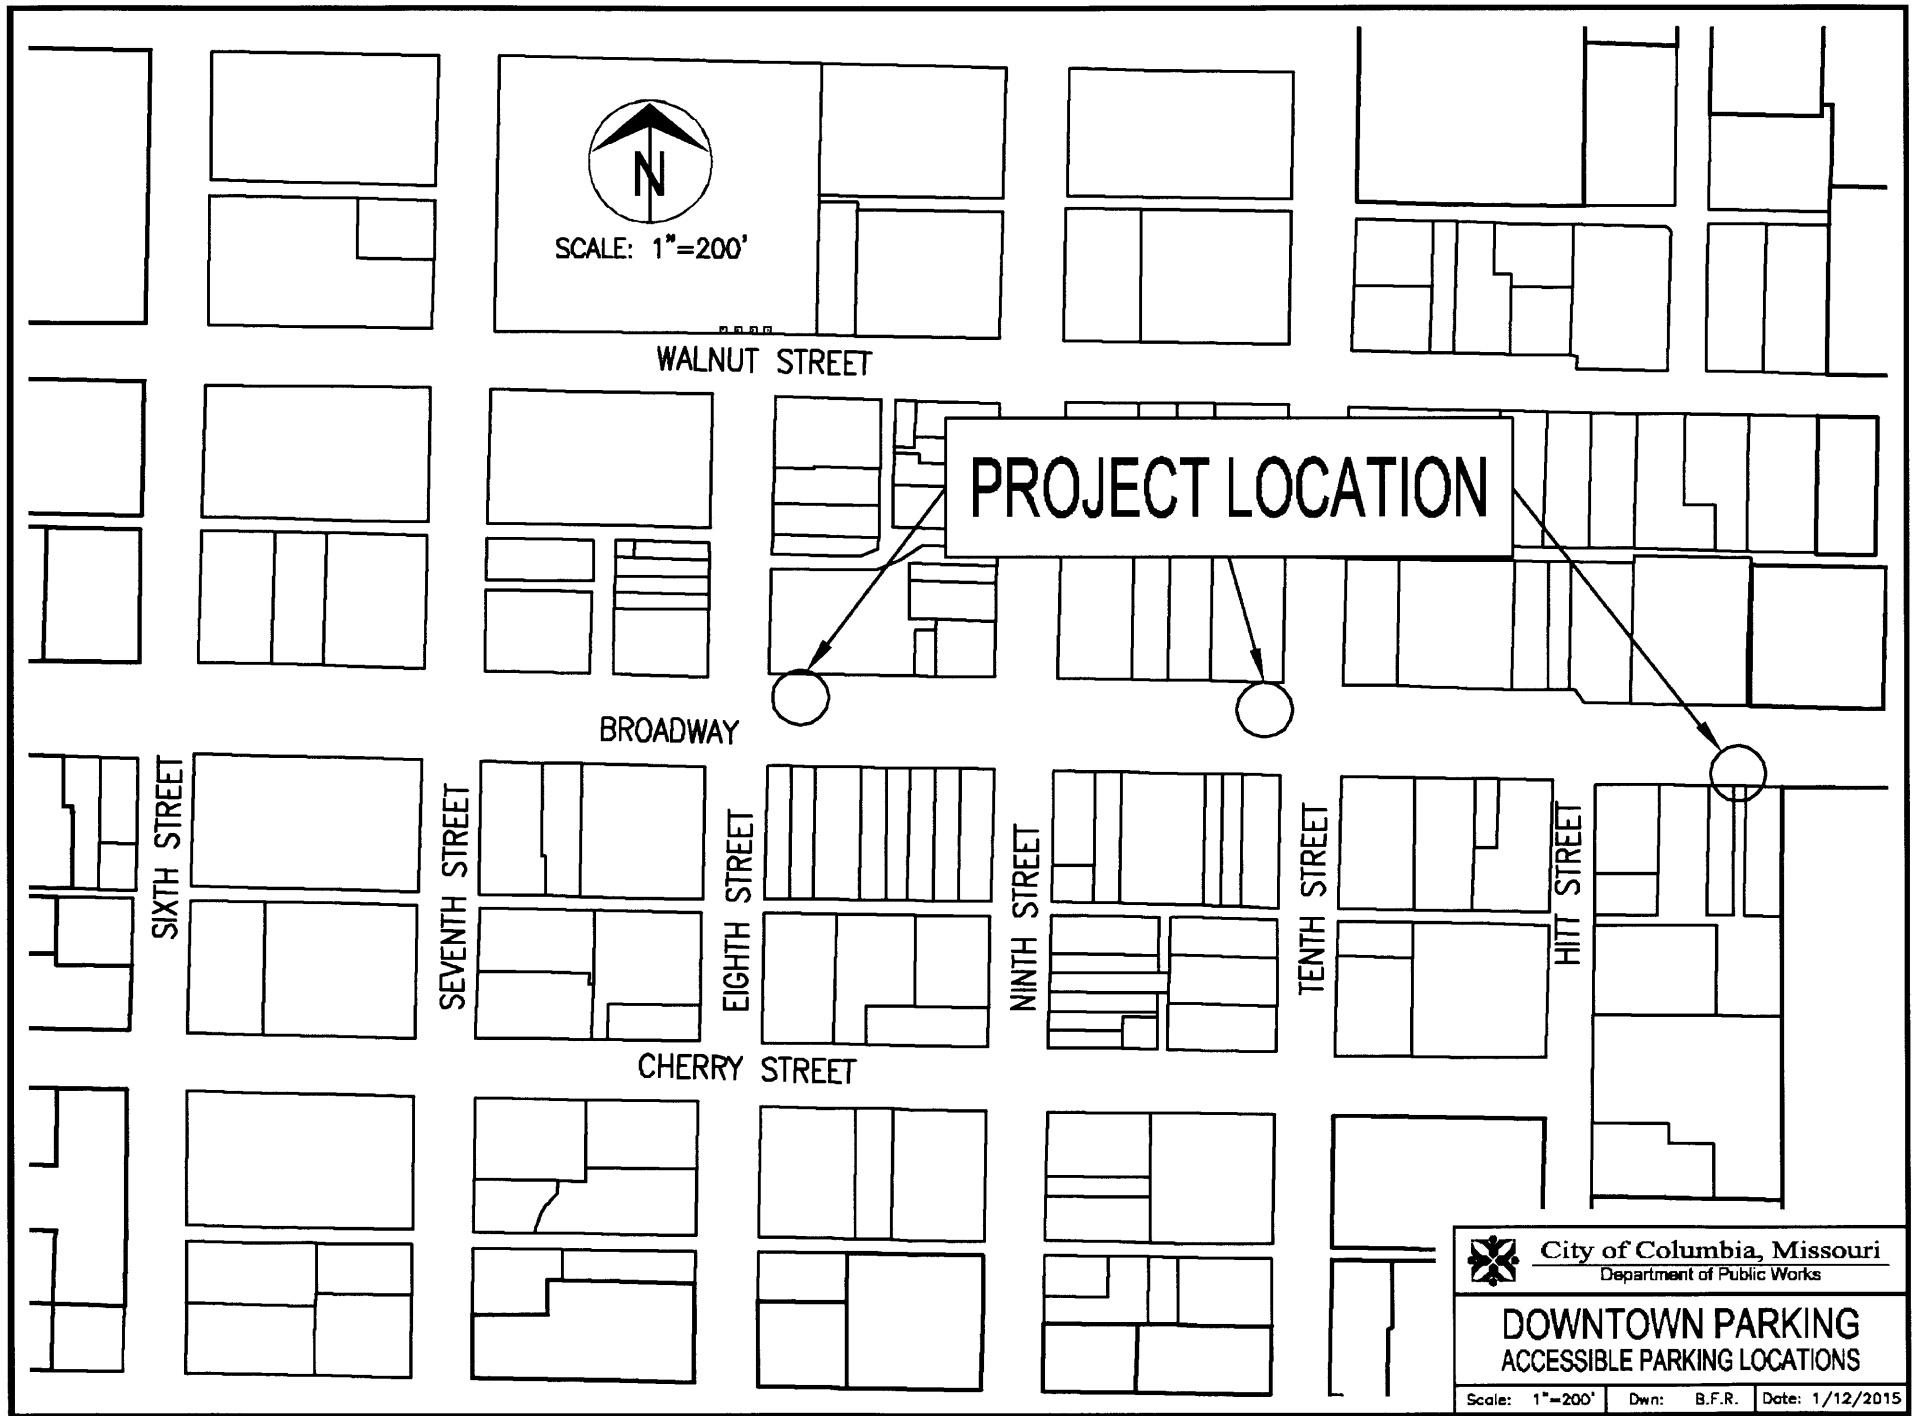 N
SCALE: 1"=200'
WALNUT STREET
PROJECT LOCATION
BROADWAY
SIXTH STREET
SEVENTH STREET
EIGHTH STREET
NINTH STREET
TENTH STREET
HITT STREET
CHERRY STREET
City of Columbia, Missouri
Department of Public Works
DOWNTOWN PARKING
ACCESSIBLE PARKING LOCATIONS
Scale: 1"=200' Dwn: B.F.R. Date: 1/12/2015